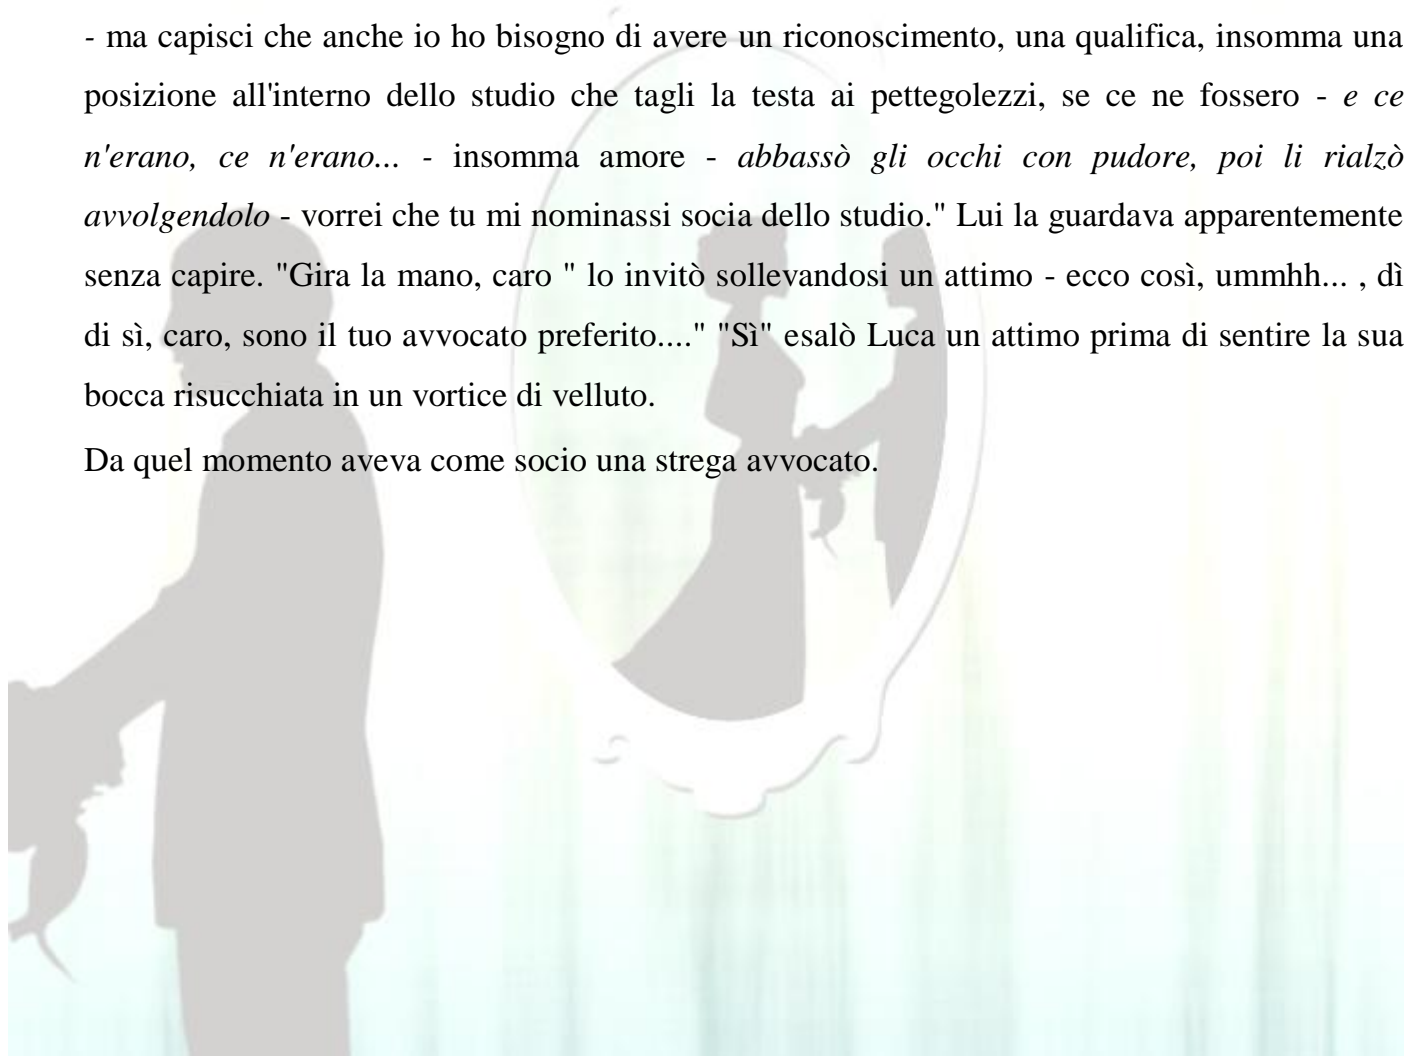 - ma capisci che anche io ho bisogno di avere un riconoscimento, una qualifica, insomma una
posizione all'interno dello studio che tagli la testa ai pettegolezzi, se ce ne fossero - e ce
n'erano, ce n'erano... - insomma amore - abbassò gli occhi con pudore, poi li rialzò
avvolgendolo - vorrei che tu mi nominassi socia dello studio." Lui la guardava apparentemente
senza capire. "Gira la mano, caro " lo invitò sollevandosi un attimo - ecco così, ummhh... , dì
di sì, caro, sono il tuo avvocato preferito...." "Sì" esalò Luca un attimo prima di sentire la sua
bocca risucchiata in un vortice di velluto.
Da quel momento aveva come socio una strega avvocato.